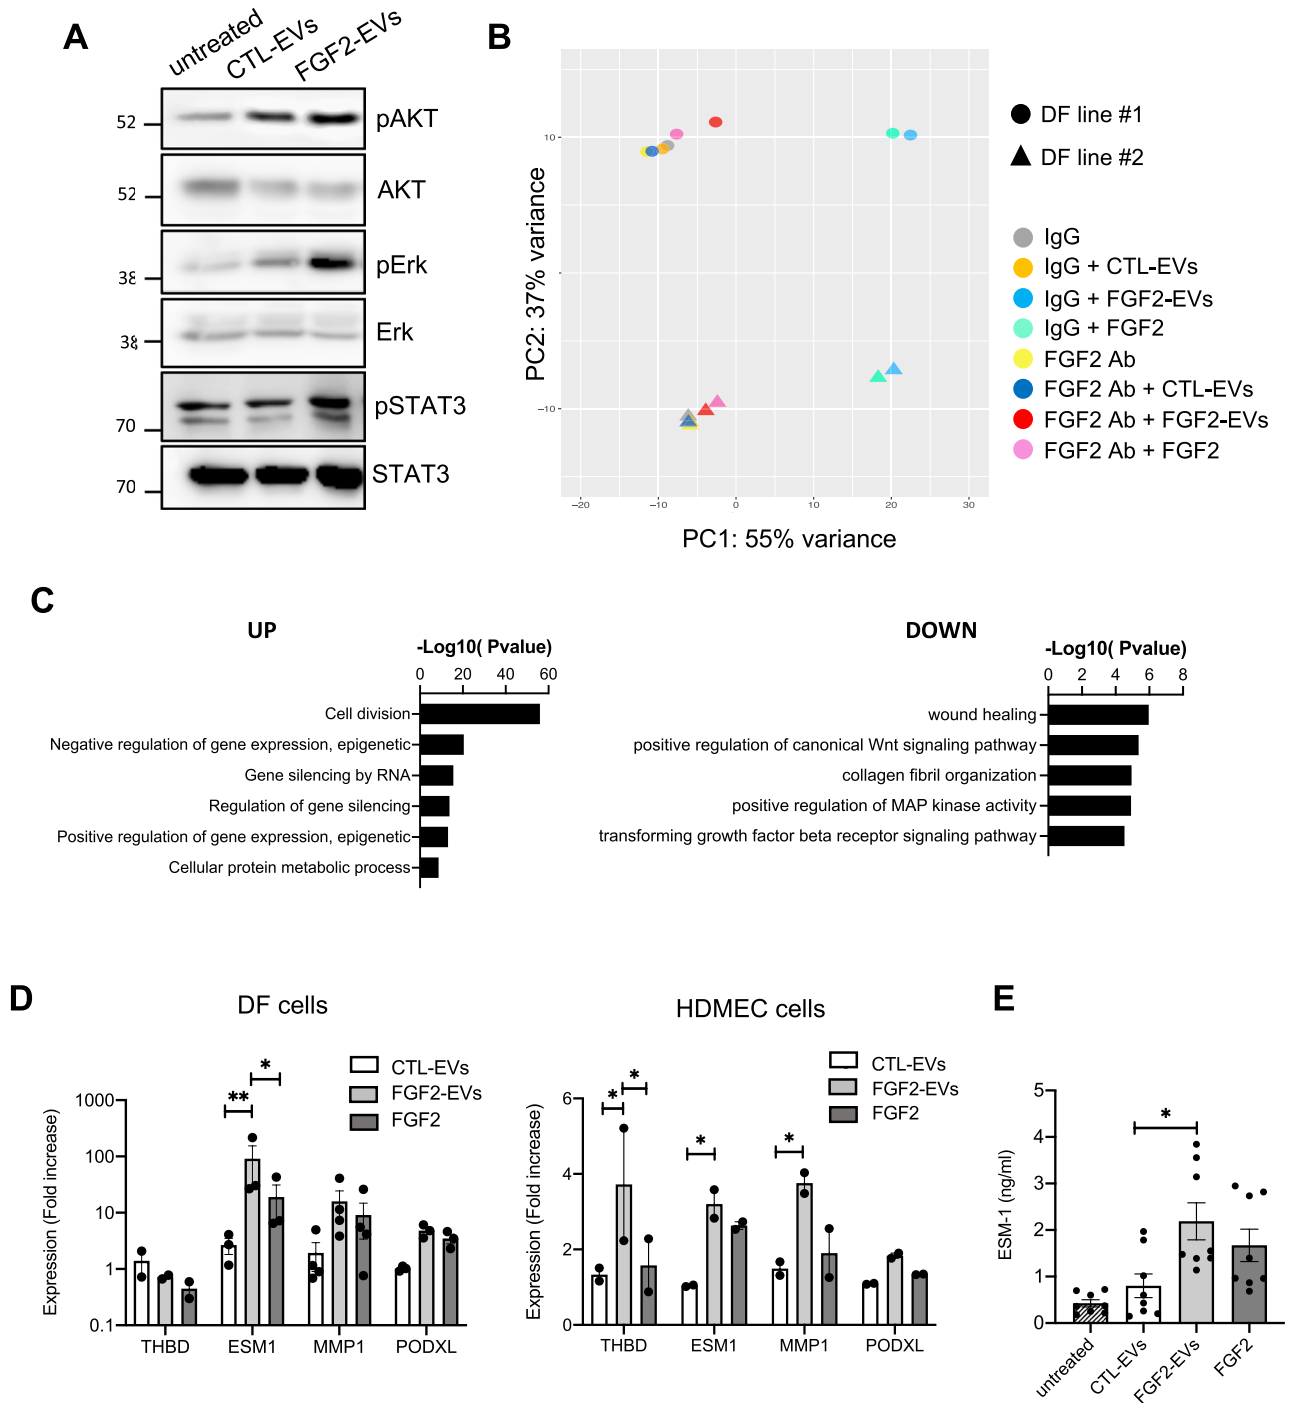 A
untreated
CTL-EVs
FGF2-EVs
52
pAKT
52
AKT
38
pErk
38
Erk
70
pSTAT3
70
STAT3
B
PC2: 37% variance
10
−10
−20
−10
0
10
20
30
PC1: 55% variance
DF line #1
DF line #2
IgG
IgG + CTL-EVs
IgG + FGF2-EVs
IgG + FGF2
FGF2 Ab
FGF2 Ab + CTL-EVs
FGF2 Ab + FGF2-EVs
FGF2 Ab + FGF2
C
UP
-Log10( Pvalue)
0 20 40 60
Cell division
Negative regulation of gene expression, epigenetic
Gene silencing by RNA
Regulation of gene silencing
Positive regulation of gene expression, epigenetic
Cellular protein metabolic process
DOWN
-Log10( Pvalue)
0 2 4 6 8
wound healing
positive regulation of canonical Wnt signaling pathway
collagen fibril organization
positive regulation of MAP kinase activity
transforming growth factor beta receptor signaling pathway
D
DF cells
CTL-EVs
FGF2-EVs
FGF2
Expression (Fold increase)
1000
100
10
1
0.1
** *
THBD ESM1 MMP1 PODXL
HDMEC cells
CTL-EVs
FGF2-EVs
FGF2
Expression (Fold increase)
6
4
2
0
* * * *
THBD ESM1 MMP1 PODXL
E
ESM-1 (ng/ml)
5
4
3
2
1
0
*
untreated
CTL-EVs
FGF2-EVs
FGF2